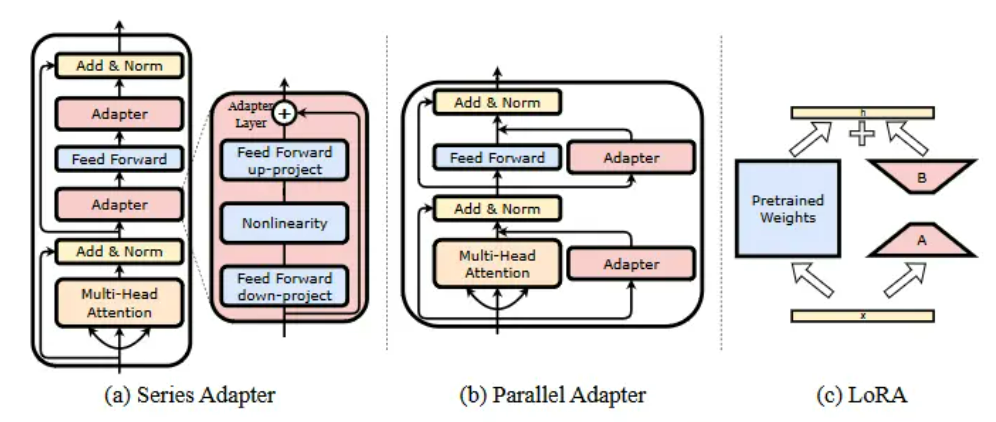 Add & Norm
Adapter
Feed Forward
Adapter
Add & Norm
Multi-Head
Attention
Adapter
Layer
+
Feed Forward
up-project
Nonlinearity
Feed Forward
down-project
(a) Series Adapter
Add & Norm
Feed Forward
Adapter
Add & Norm
Multi-Head
Attention
Adapter
(b) Parallel Adapter
h
Pretrained
Weights
B
A
x
(c) LoRA